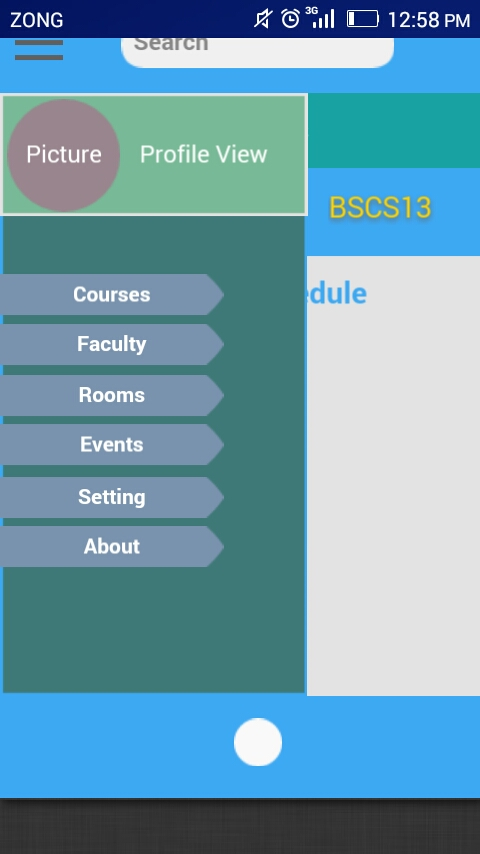 ZONG 3G 12:58 PM
Search
Picture Profile View
BSCS13
edule
Courses
Faculty
Rooms
Events
Setting
About